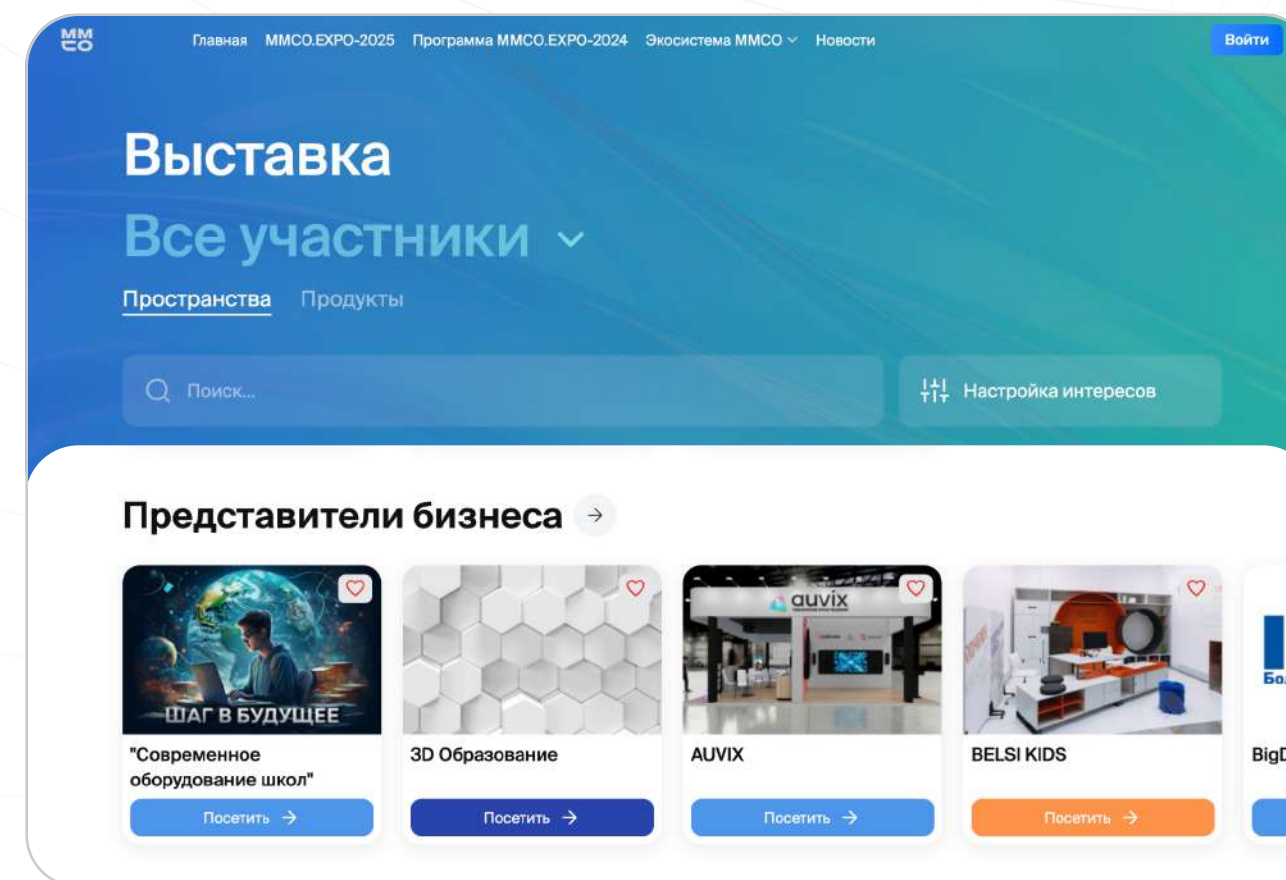 ММ
СО
Главная ММСО.EXPO-2025 Программа ММСО.EXPO-2024 Экосистема ММСО Новости Войти
Выставка
Все участники
Пространства Продукты
Поиск... Настройка интересов
Представители бизнеса
ШАГ В БУДУЩЕЕ
auvix
"Современное
оборудование школ"
3D Образование
AUVIX
BELSI KIDS
Посетить
Посетить
Посетить
Посетить